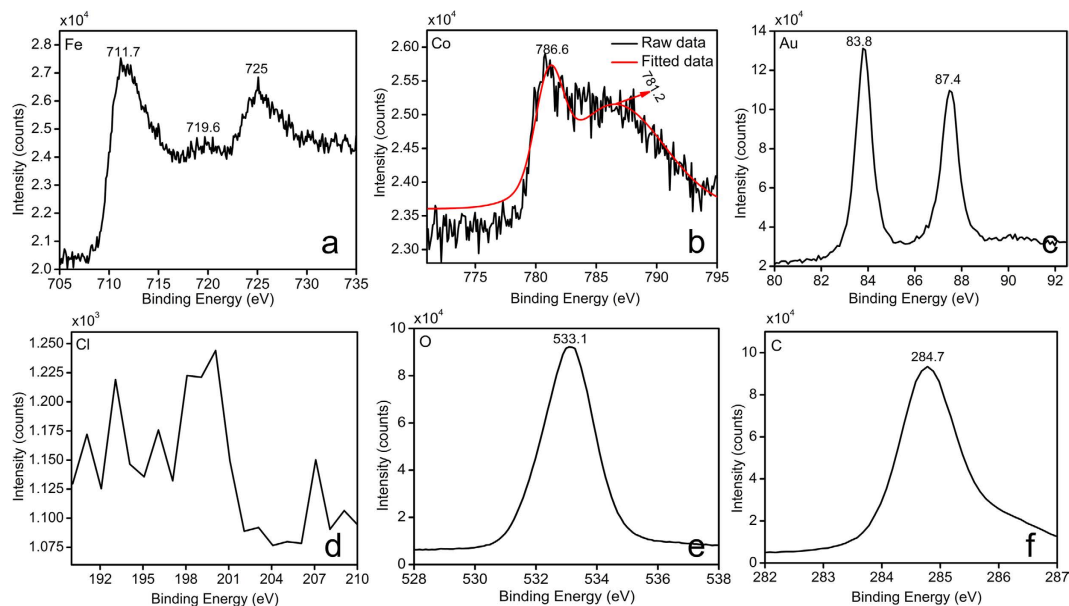 x10⁴
Fe
711.7
719.6
725
2.8
2.7
2.6
2.5
2.4
2.3
2.2
2.1
2.0
Intensity (counts)
705 710 715 720 725 730 735
Binding Energy (eV)
a
x10⁴
Co
786.6
Raw data
Fitted data
781.2
2.60
2.55
2.50
2.45
2.40
2.35
2.30
Intensity (counts)
775 780 785 790 795
Binding Energy (eV)
b
x10⁴
Au
83.8
87.4
14
12
10
8
6
4
2
Intensity (counts)
80 82 84 86 88 90 92
Binding Energy (eV)
c
x10³
Cl
1.250
1.225
1.200
1.175
1.150
1.125
1.100
1.075
Intensity (counts)
192 195 198 201 204 207 210
Binding Energy (eV)
d
x10⁴
O
533.1
10
8
6
4
2
0
Intensity (counts)
528 530 532 534 536 538
Binding Energy (eV)
e
x10⁴
C
284.7
10
8
6
4
2
0
Intensity (counts)
282 283 284 285 286 287
Binding Energy (eV)
f